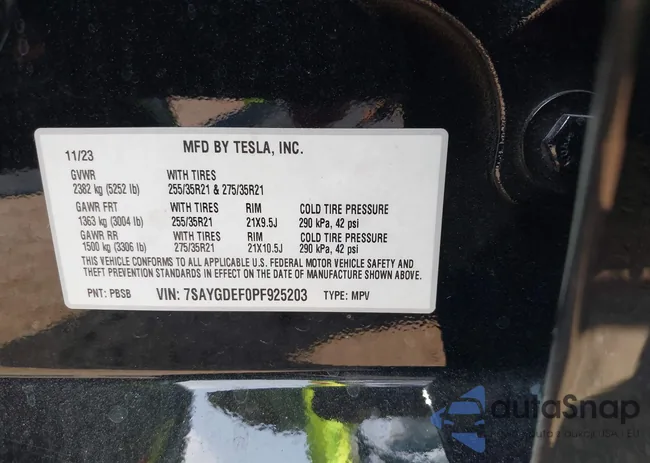 11/23 MFD BY TESLA, INC.
GVWR WITH TIRES
2382 kg (5252 lb) 255/35R21 & 275/35R21
GAWR FRT WITH TIRES RIM COLD TIRE PRESSURE
1363 kg (3004 lb) 255/35R21 21X9.5J 290 kPa, 42 psi
GAWR RR WITH TIRES RIM COLD TIRE PRESSURE
1500 kg (3306 lb) 275/35R21 21X10.5J 290 kPa, 42 psi
THIS VEHICLE CONFORMS TO ALL APPLICABLE U.S. FEDERAL MOTOR VEHICLE SAFETY AND
THEFT PREVENTION STANDARDS IN EFFECT ON THE DATE OF MANUFACTURE SHOWN ABOVE.
PNT: PBSB VIN: 7SAYGDEF0PF925203 TYPE: MPV
dutaSnap